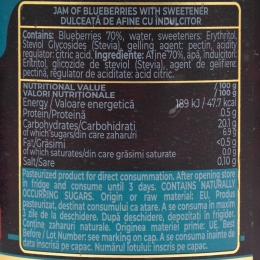 JAM OF BLUEBERRIES WITH SWEETENER
DULCEAȚĂ DE AFINE CU ÎNDULCITOR
Contains: Blueberries 70%, water, sweeteners: Erythritol,
Steviol Glycosides (Stevia), gelling agent: pectin, acidity
regulator: citric acid. Ingrediente: Afine 70%, apă, îndulcitori:
Eritritol, glicozide de steviol (Stevia), agent de gelifiere:
pectină, regulator de aciditate: acid citric.
NUTRITIONAL VALUE / 100 g
VALORI NUTRIȚIONALE / 100 g
Energy / Valoare energetică 189 kJ / 47.7 kcal
Protein/Proteină 0.5 g
Carbohydrates/Carbohidrați 20.1 g
of which sugars/din care zaharuri 6.9 g
Fat/Grăsimi <0.5 g
of which saturates/din care grăsimi saturate 0.0 g
Salt/Sare 0.10 g
Pasteurized product for direct consummation. After opening store
in fridge and consume until 3 days. CONTAINS NATURALLY
OCCURRING SUGARS. Origin or raw material: EU. Produs
pasteurizat, destinat consumului ca atare. A se consuma în maxim
3 zile de la deschidere. După deschidere, depozitați în frigider.
Conține zaharuri naturale. Originea materiei prime: UE. Best
Before / Lot Number: see marking on cap. A se consuma înainte de
data înscrisă pe capac. Numărul lotului: înscris pe capac.